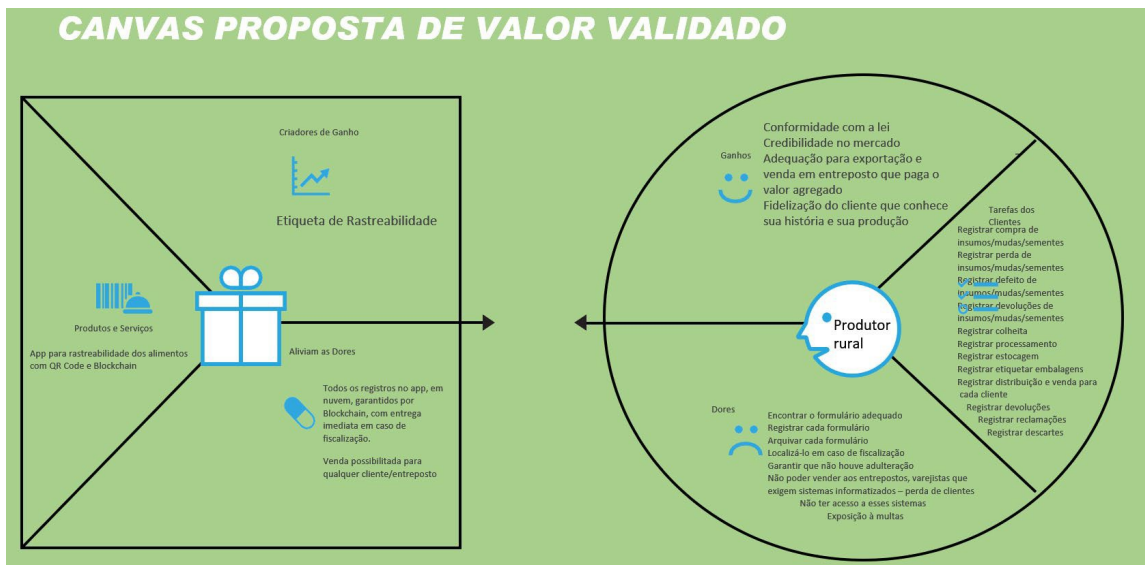 CANVAS PROPOSTA DE VALOR VALIDADO
Criadores de Ganho
Etiqueta de Rastreabilidade
Produtos e Serviços
App para rastreabilidade dos alimentos
com QR Code e Blockchain
Aliviam as Dores
Todos os registros no app, em
nuvem, garantidos por
Blockchain, com entrega
imediata em caso de
fiscalização.
Venda possibilitada para
qualquer cliente/entreposto
Ganhos
Conformidade com a lei
Credibilidade no mercado
Adequação para exportação e
venda em entreposto que paga o
valor agregado
Fidelização do cliente que conhece
sua história e sua produção
Tarefas dos
Clientes
Registrar compra de
insumos/mudas/sementes
Registrar perda de
insumos/mudas/sementes
Registrar defeito de
insumos/mudas/sementes
Registrar devoluções de
insumos/mudas/sementes
Registrar colheita
Registrar processamento
Registrar estocagem
Registrar etiquetar embalagens
Registrar distribuição e venda para
cada cliente
Registrar devoluções
Registrar reclamações
Registrar descartes
Produtor
rural
Dores
Encontrar o formulário adequado
Registrar cada formulário
Arquivar cada formulário
Localizá-lo em caso de fiscalização
Garantir que não houve adulteração
Não poder vender aos entrepostos, varejistas que
exigem sistemas informatizados – perda de clientes
Não ter acesso a esses sistemas
Exposição à multas